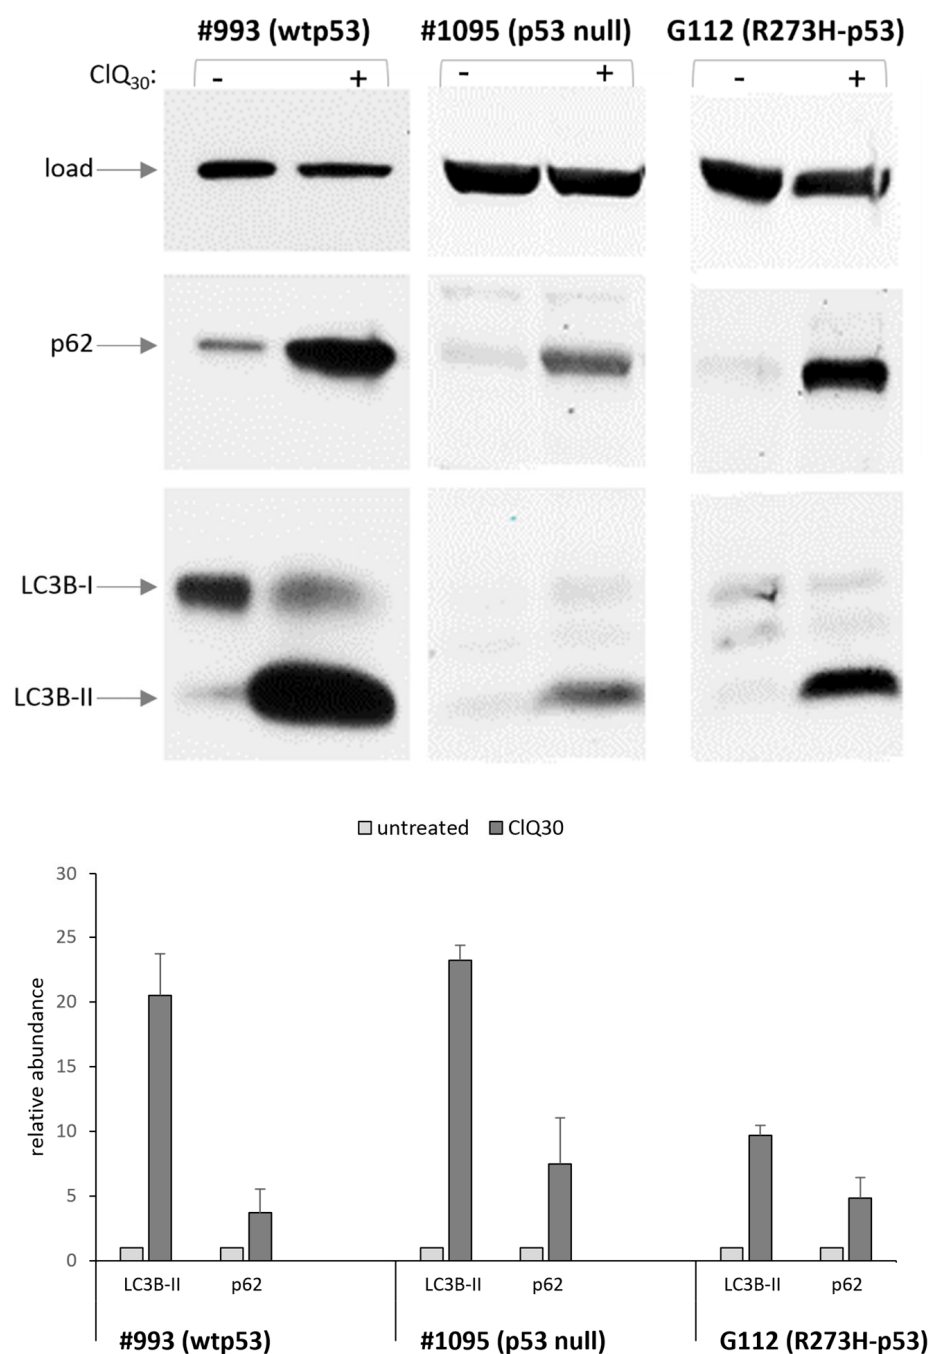 #993 (wtp53) #1095 (p53 null) G112 (R273H-p53)
ClQ30: - + - + - +
load
p62
LC3B-I
LC3B-II
untreated ClQ30
30
25
20
15
10
5
0
relative abundance
LC3B-II p62 LC3B-II p62 LC3B-II p62
#993 (wtp53) #1095 (p53 null) G112 (R273H-p53)